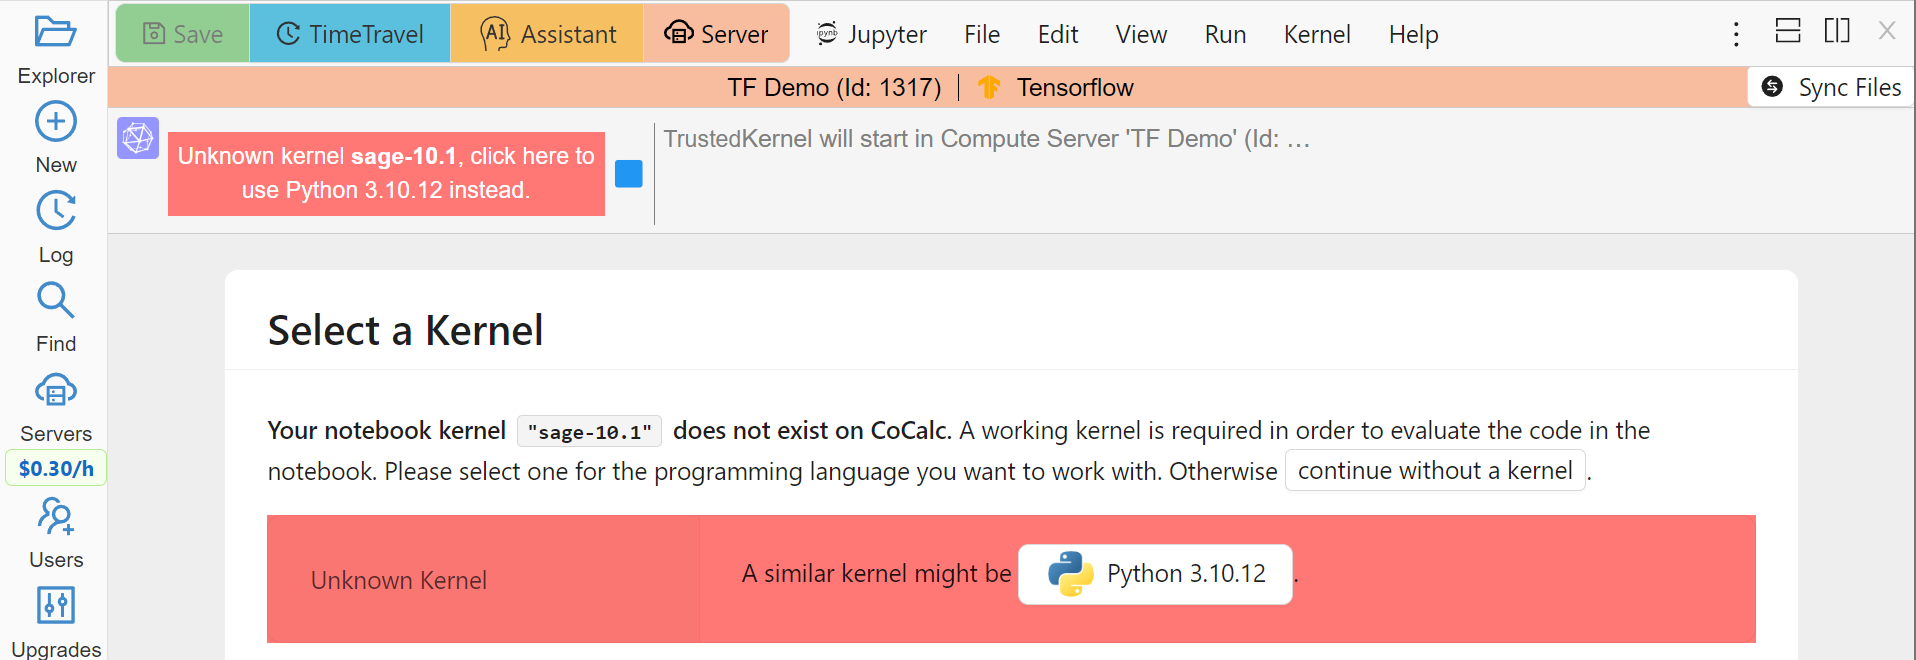 Explorer
New
Log
Find
Servers
$0.30/h
Users
Upgrades
Save
TimeTravel
AI Assistant
Server
ipynb Jupyter
File
Edit
View
Run
Kernel
Help
TF Demo (Id: 1317)
Tensorflow
Sync Files
Unknown kernel sage-10.1, click here to
use Python 3.10.12 instead.
TrustedKernel will start in Compute Server 'TF Demo' (Id: …
Select a Kernel
Your notebook kernel "sage-10.1" does not exist on CoCalc. A working kernel is required in order to evaluate the code in the
notebook. Please select one for the programming language you want to work with. Otherwise continue without a kernel.
Unknown Kernel
A similar kernel might be Python 3.10.12.